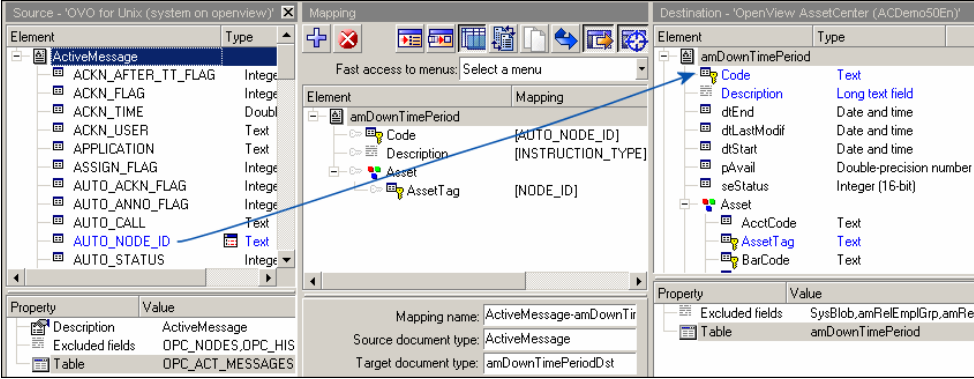 Source - 'OVO for Unix (system on openview)'
Element Type
ActiveMessage
ACKN_AFTER_TT_FLAG Intege
ACKN_FLAG Intege
ACKN_TIME Doubl
ACKN_USER Text
APPLICATION Text
ASSIGN_FLAG Intege
AUTO_ACKN_FLAG Intege
AUTO_ANNO_FLAG Intege
AUTO_CALL Text
AUTO_NODE_ID Text
AUTO_STATUS Intege
Property Value
Description ActiveMessage
Excluded fields OPC_NODES,OPC_HIS
Table OPC_ACT_MESSAGES
Mapping
Fast access to menus: Select a menu
Element Mapping
amDownTimePeriod
Code [AUTO_NODE_ID]
Description [INSTRUCTION_TYPE]
Asset
AssetTag [NODE_ID]
Mapping name: ActiveMessage-amDownTir
Source document type: ActiveMessage
Target document type: amDownTimePeriodDst
Destination - 'OpenView AssetCenter (ACDemo50En)'
Element Type
amDownTimePeriod
Code Text
Description Long text field
dtEnd Date and time
dtLastModif Date and time
dtStart Date and time
pAvail Double-precision number
seStatus Integer (16-bit)
Asset
AcctCode Text
AssetTag Text
BarCode Text
Property Value
Excluded fields SysBlob,amRelEmplGrp,amRe
Table amDownTimePeriod